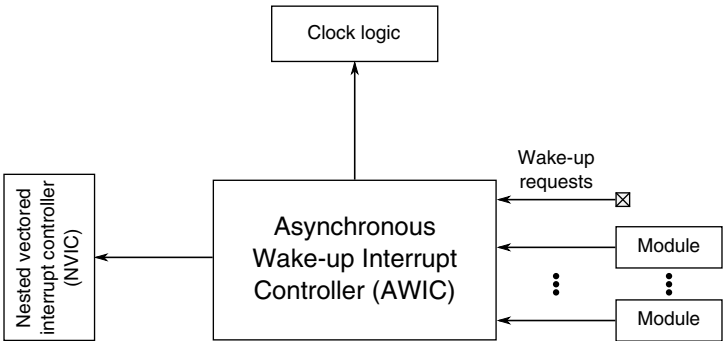 Clock logic
Wake-up
requests
Nested vectored
interrupt controller
(NVIC)
Asynchronous
Wake-up Interrupt
Controller (AWIC)
Module
Module